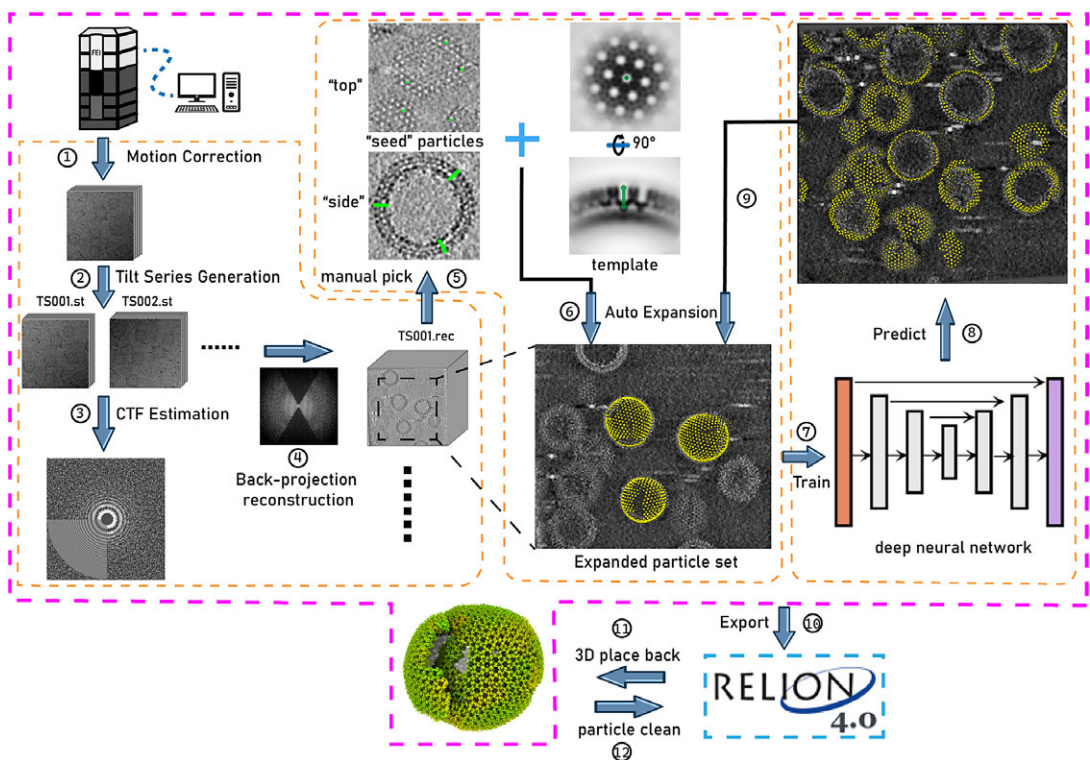 FEI
① Motion Correction
② Tilt Series Generation
TS001.st TS002.st
......
③ CTF Estimation
④
Back-projection
reconstruction
"top"
"seed" particles
"side"
manual pick ⑤
TS001.rec
90°
template
⑥ Auto Expansion
⑨
Expanded particle set
⑦
Train
Predict ⑧
deep neural network
Export ⑩
⑪
3D place back
particle clean
⑫
RELION
4.0